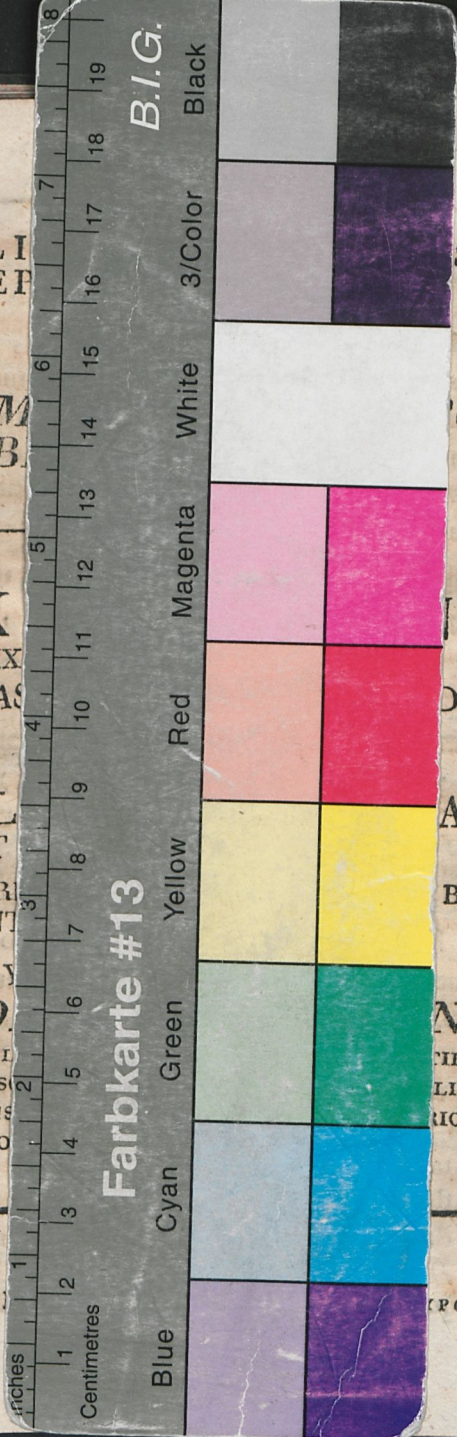 B.I.G.
Farbkarte #13
Black
3/Color
White
Magenta
Red
Yellow
Green
Cyan
Blue
Centimetres
1 2 3 4 5 6 7 8 9 10 11 12 13 14 15 16 17 18 19
inches
1 2 3 4 5 6 7 8